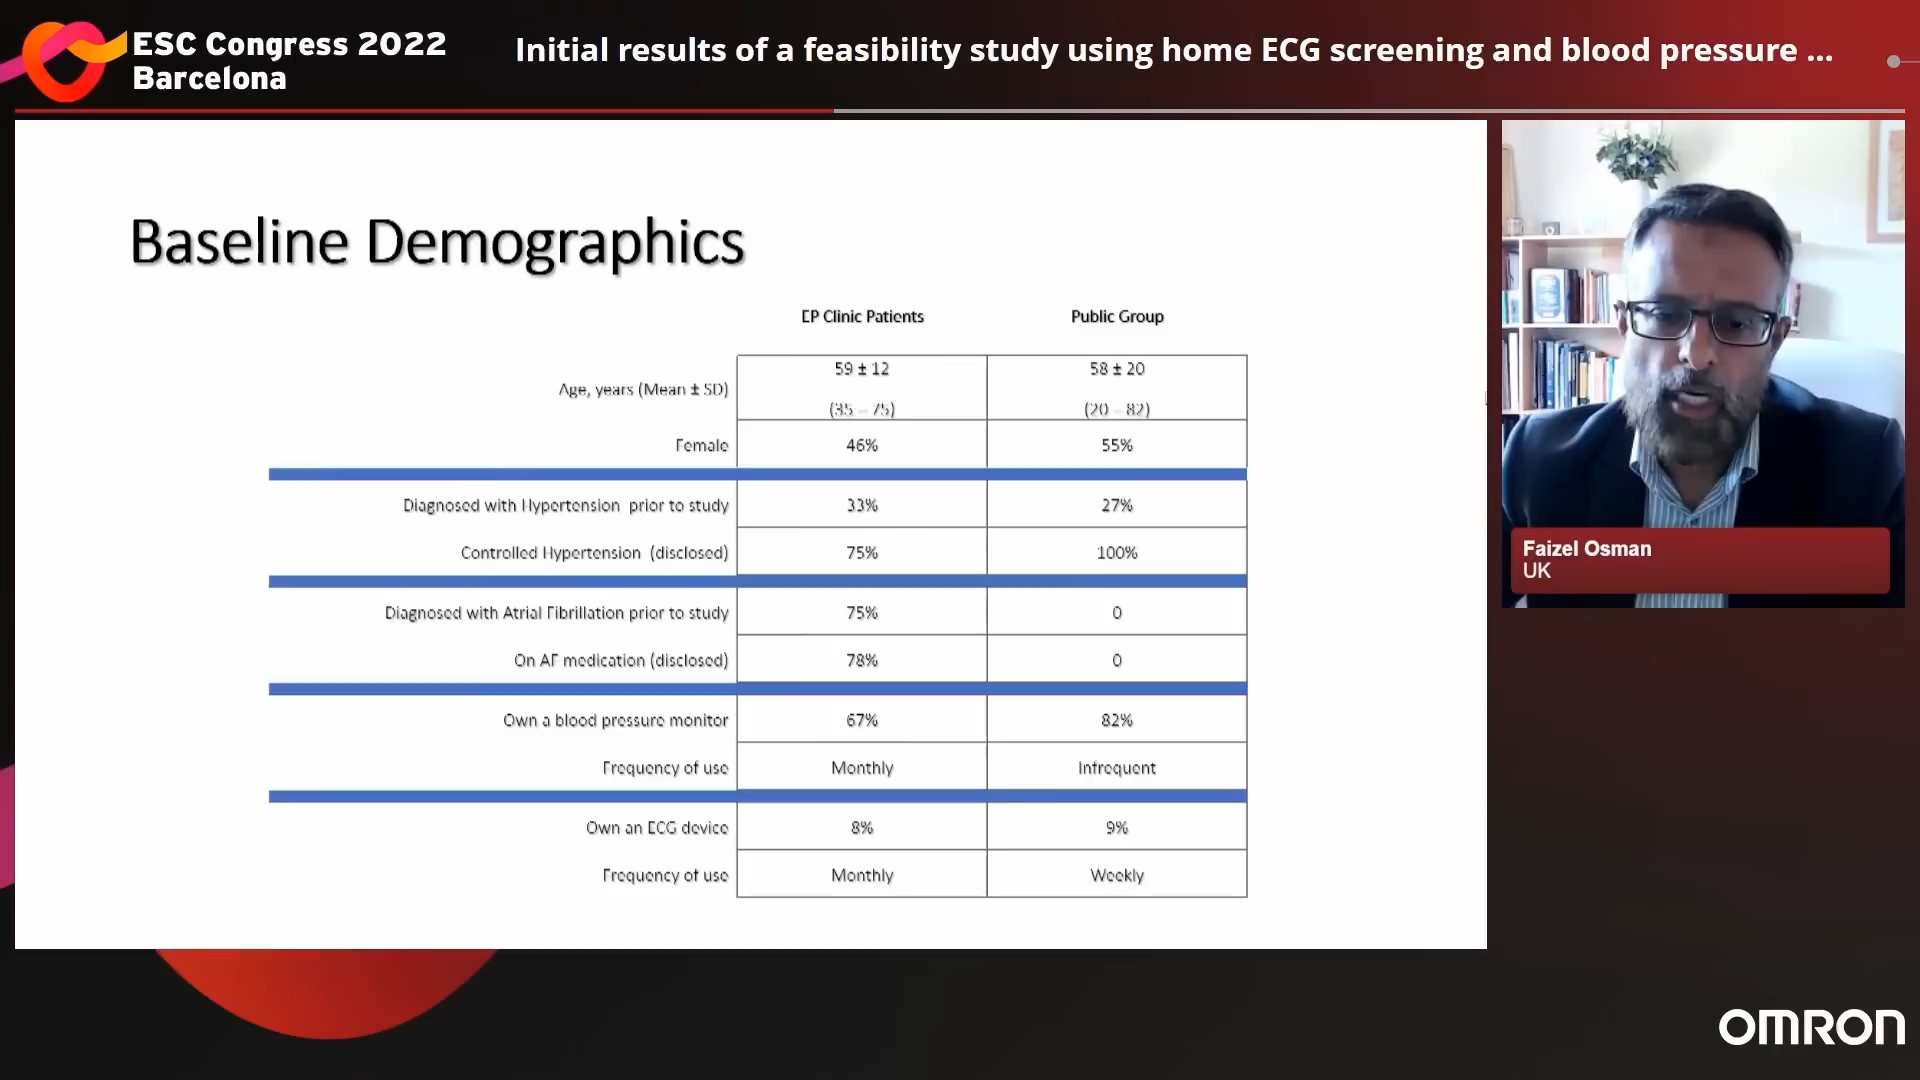 ESC Congress 2022
Barcelona
Initial results of a feasibility study using home ECG screening and blood pressure ...
Baseline Demographics
EP Clinic Patients Public Group
Age, years (Mean ± SD) 59 ± 12 58 ± 20
(35 – 75) (20 – 82)
Female 46% 55%
Diagnosed with Hypertension prior to study 33% 27%
Controlled Hypertension (disclosed) 75% 100%
Diagnosed with Atrial Fibrillation prior to study 75% 0
On AF medication (disclosed) 78% 0
Own a blood pressure monitor 67% 82%
Frequency of use Monthly Infrequent
Own an ECG device 8% 9%
Frequency of use Monthly Weekly
Faizel Osman
UK
OMRON